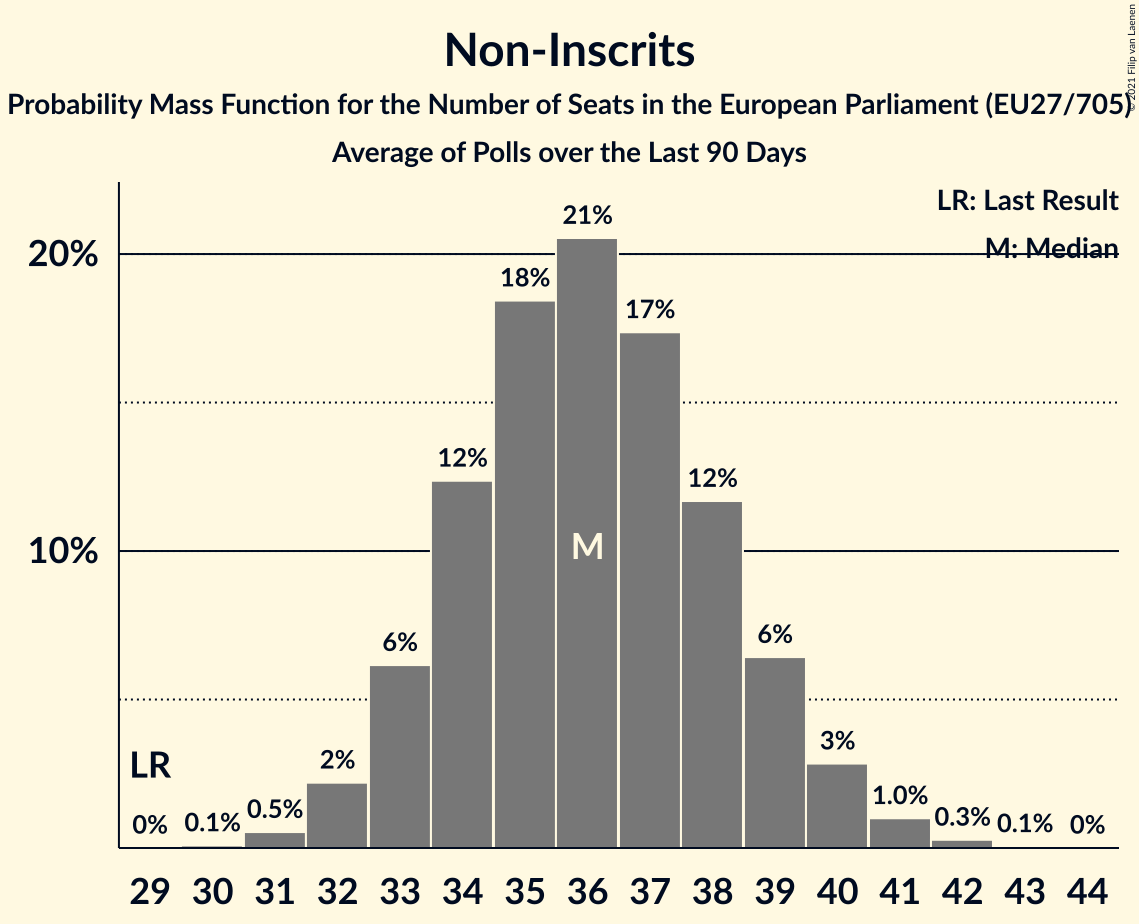 Non-Inscrits
Probability Mass Function for the Number of Seats in the European Parliament (EU27/705)
Average of Polls over the Last 90 Days
© 2021 Filip van Laenen
LR: Last Result
M: Median
20%
10%
LR
M
0%
0.1%
0.5%
2%
6%
12%
18%
21%
17%
12%
6%
3%
1.0%
0.3%
0.1%
0%
29 30 31 32 33 34 35 36 37 38 39 40 41 42 43 44